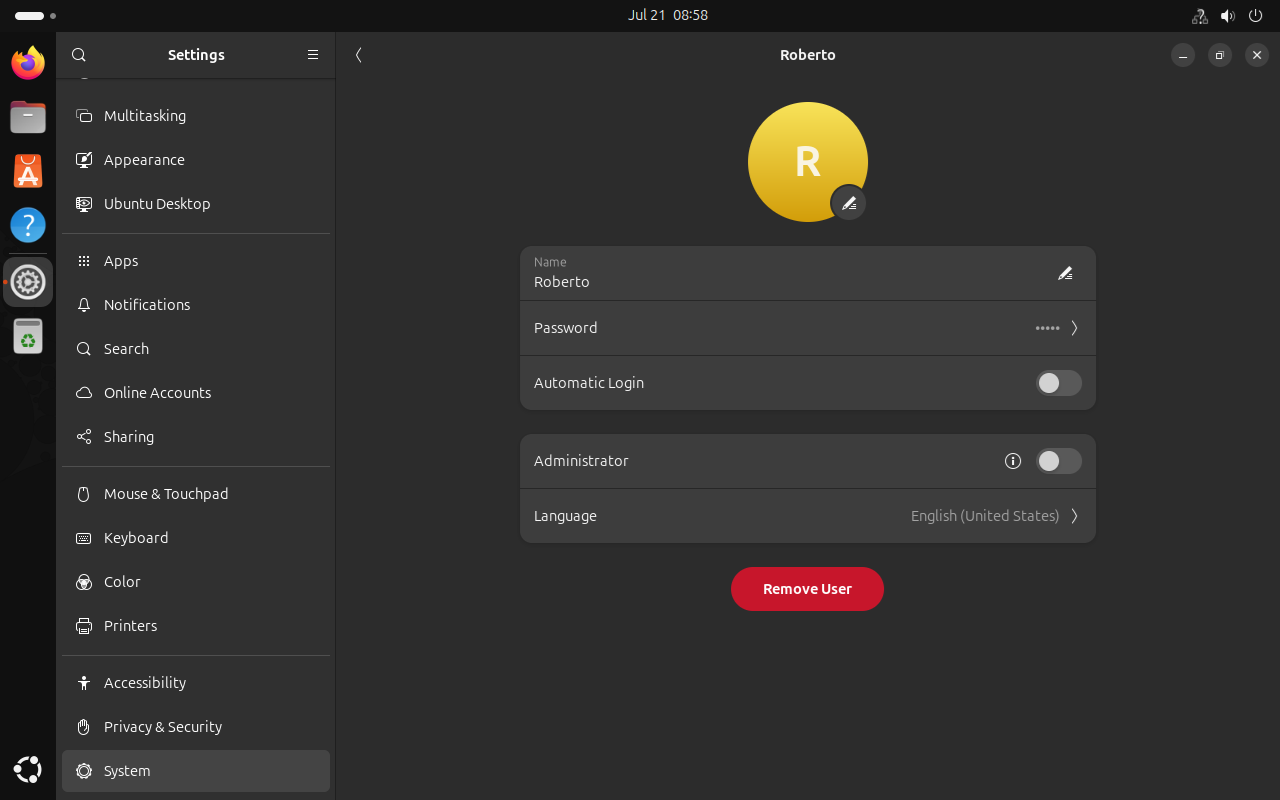 Jul 21 08:58
Settings
Roberto
Multitasking
Appearance
Ubuntu Desktop
Apps
Notifications
Search
Online Accounts
Sharing
Mouse & Touchpad
Keyboard
Color
Printers
Accessibility
Privacy & Security
System
R
Name
Roberto
Password •••••
Automatic Login
Administrator
Language English (United States)
Remove User